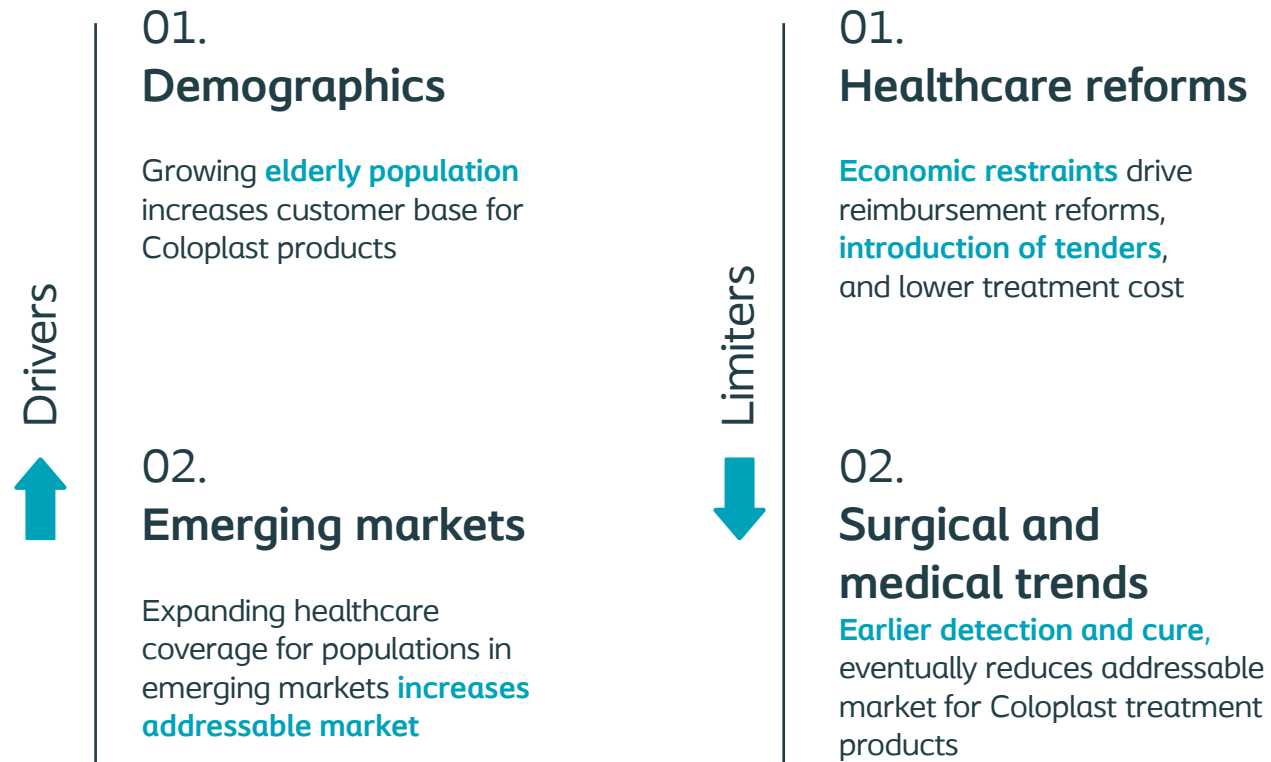 Drivers
01.
Demographics
Growing elderly population
increases customer base for
Coloplast products
02.
Emerging markets
Expanding healthcare
coverage for populations in
emerging markets increases
addressable market
Limiters
01.
Healthcare reforms
Economic restraints drive
reimbursement reforms,
introduction of tenders,
and lower treatment cost
02.
Surgical and
medical trends
Earlier detection and cure,
eventually reduces addressable
market for Coloplast treatment
products